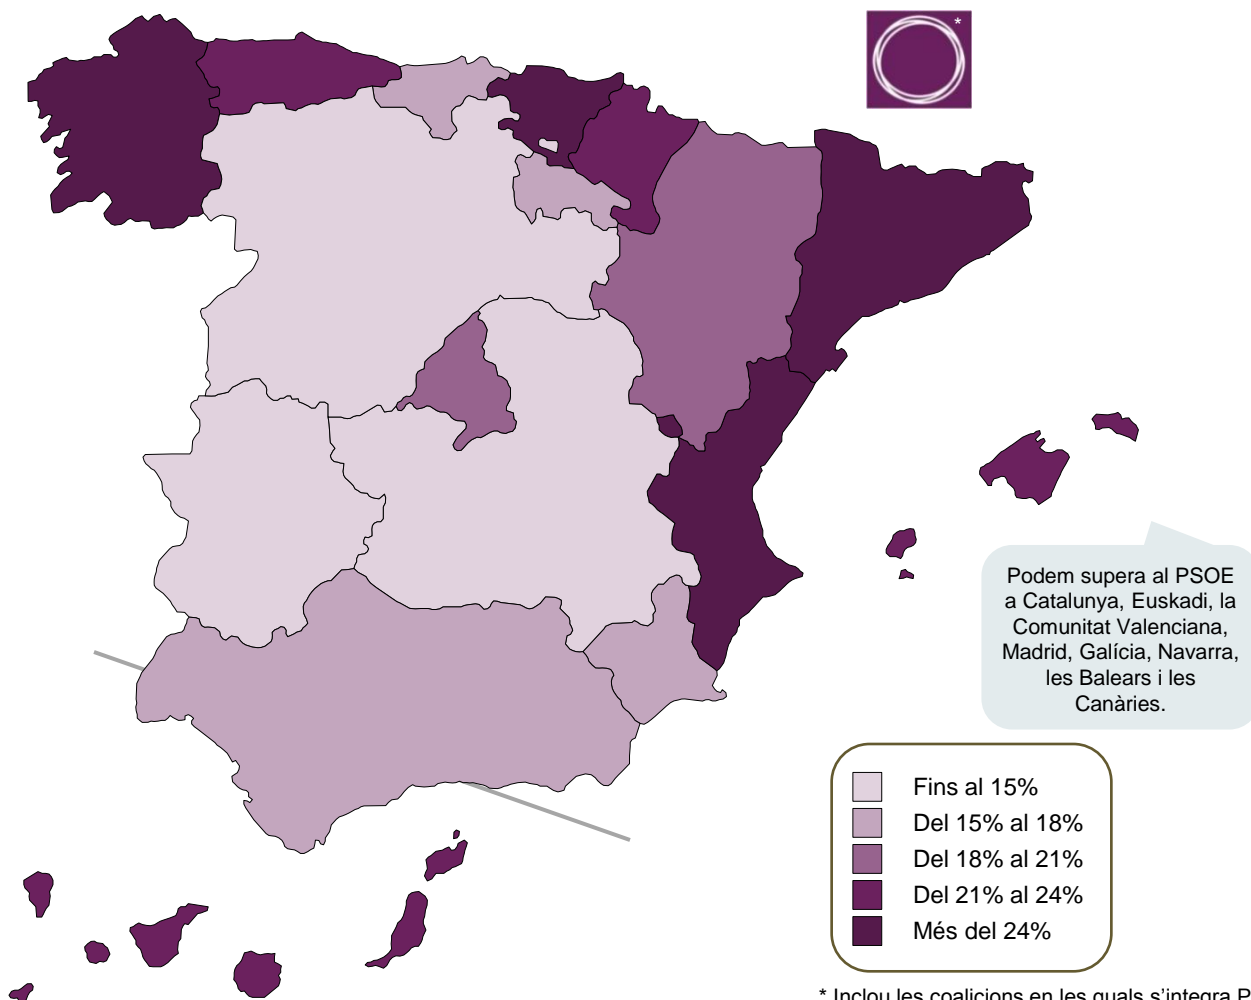 *
Podem supera al PSOE
a Catalunya, Euskadi, la
Comunitat Valenciana,
Madrid, Galícia, Navarra,
les Balears i les
Canàries.
Fins al 15%
Del 15% al 18%
Del 18% al 21%
Del 21% al 24%
Més del 24%
* Inclou les coalicions en les quals s'integra P